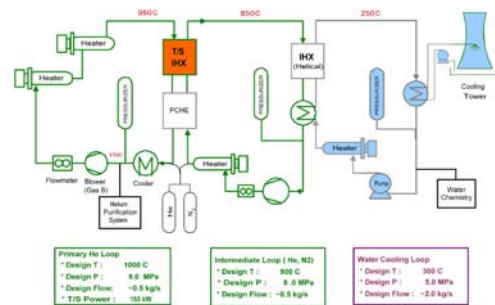 950C
850C
250C
Heater
Heater
T/S
IHX
PRESSURIZER
PCHE
PRESSURIZER
IHX
(Helical)
PRESSURIZER
Cooling
Tower
Heater
Heater
Flowmeter
Blower
(Gas B)
Cooler
Pump
Helium
Purification
System
He
N2
Water
Chemistry
Primary He Loop
* Design T : 1000 C
* Design P : 9.0 MPa
* Design Flow: ~0.5 kg/s
* T/S Power : 150 kW
Intermediate Loop ( He, N2)
* Design T : 900 C
* Design P : 8 .0 MPa
* Design Flow : ~0.5 kg/s
Water Cooling Loop
* Design T : 300 C
* Design P : 5.0 MPa
* Design Flow : ~2.0 kg/s